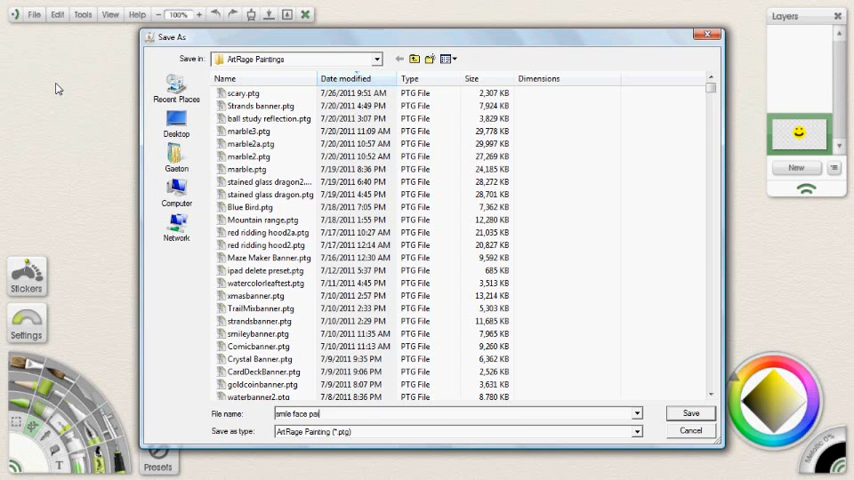 File Edit Tools View Help 100%
Layers
Save As
Save in: ArtRage Paintings
Name Date modified Type Size Dimensions
scary.ptg 7/26/2011 9:51 AM PTG File 2,307 KB
Strands banner.ptg 7/20/2011 4:49 PM PTG File 7,924 KB
ball study reflection.ptg 7/20/2011 3:07 PM PTG File 3,829 KB
marble3.ptg 7/20/2011 11:09 AM PTG File 29,778 KB
marble2a.ptg 7/20/2011 10:57 AM PTG File 29,997 KB
marble2.ptg 7/20/2011 10:52 AM PTG File 27,269 KB
marble.ptg 7/19/2011 8:36 PM PTG File 24,185 KB
stained glass dragon2.... 7/19/2011 6:40 PM PTG File 28,272 KB
stained glass dragon.ptg 7/19/2011 4:45 PM PTG File 28,701 KB
Blue Bird.ptg 7/18/2011 7:05 PM PTG File 7,632 KB
Mountain range.ptg 7/18/2011 1:55 PM PTG File 12,280 KB
red ridding hood2a.ptg 7/17/2011 10:27 AM PTG File 21,035 KB
red ridding hood2.ptg 7/17/2011 12:14 AM PTG File 20,827 KB
Maze Maker Banner.ptg 7/16/2011 12:30 AM PTG File 9,592 KB
ipad delete preset.ptg 7/12/2011 5:37 PM PTG File 685 KB
watercolorleaftest.ptg 7/11/2011 4:45 PM PTG File 3,513 KB
xmasbanner.ptg 7/10/2011 2:57 PM PTG File 13,214 KB
TrailMixbanner.ptg 7/10/2011 2:33 PM PTG File 5,303 KB
strandsbanner.ptg 7/10/2011 2:29 PM PTG File 11,685 KB
smileybanner.ptg 7/10/2011 11:35 AM PTG File 7,965 KB
Comicbanner.ptg 7/10/2011 11:13 AM PTG File 9,260 KB
Crystal Banner.ptg 7/9/2011 9:35 PM PTG File 6,362 KB
CardDeckBanner.ptg 7/9/2011 9:06 PM PTG File 2,526 KB
goldcoinbanner.ptg 7/9/2011 8:07 PM PTG File 3,631 KB
waterbanner2.ptg 7/8/2011 8:36 PM PTG File 8,780 KB
Recent Places
Desktop
Gaeton
Computer
Network
File name: smile face pai Save
Save as type: ArtRage Painting (*.ptg) Cancel
New
Stickers
Settings
Presets
Metallic 0%